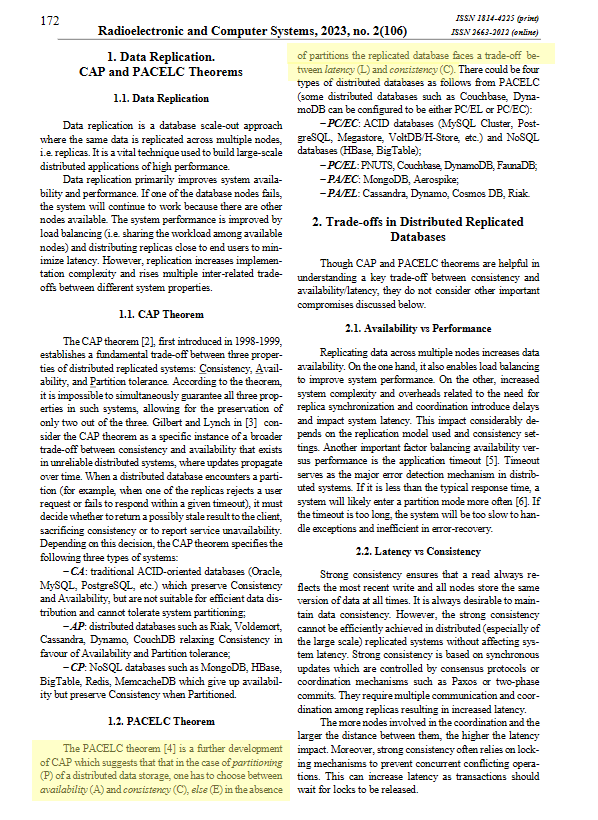 172
Radioelectronic and Computer Systems, 2023, no. 2(106)
ISSN 1814-4225 (print)
ISSN 2663-2012 (online)
1. Data Replication.
CAP and PACELC Theorems
1.1. Data Replication
Data replication is a database scale-out approach
where the same data is replicated across multiple nodes,
i.e. replicas. It is a vital technique used to build large-scale
distributed applications of high performance.
Data replication primarily improves system availa-
bility and performance. If one of the database nodes fails,
the system will continue to work because there are other
nodes available. The system performance is improved by
load balancing (i.e. sharing the workload among available
nodes) and distributing replicas close to end users to min-
imize latency. However, replication increases implemen-
tation complexity and rises multiple inter-related trade-
offs between different system properties.
1.1. CAP Theorem
The CAP theorem [2], first introduced in 1998-1999,
establishes a fundamental trade-off between three proper-
ties of distributed replicated systems: Consistency, Avail-
ability, and Partition tolerance. According to the theorem,
it is impossible to simultaneously guarantee all three prop-
erties in such systems, allowing for the preservation of
only two out of the three. Gilbert and Lynch in [3] con-
sider the CAP theorem as a specific instance of a broader
trade-off between consistency and availability that exists
in unreliable distributed systems, where updates propagate
over time. When a distributed database encounters a parti-
tion (for example, when one of the replicas rejects a user
request or fails to respond within a given timeout), it must
decide whether to return a possibly stale result to the client,
sacrificing consistency or to report service unavailability.
Depending on this decision, the CAP theorem specifies the
following three types of systems:
– CA: traditional ACID-oriented databases (Oracle,
MySQL, PostgreSQL, etc.) which preserve Consistency
and Availability, but are not suitable for efficient data dis-
tribution and cannot tolerate system partitioning;
– AP: distributed databases such as Riak, Voldemort,
Cassandra, Dynamo, CouchDB relaxing Consistency in
favour of Availability and Partition tolerance;
– CP: NoSQL databases such as MongoDB, HBase,
BigTable, Redis, MemcacheDB which give up availabil-
ity but preserve Consistency when Partitioned.
1.2. PACELC Theorem
The PACELC theorem [4] is a further development
of CAP which suggests that that in the case of partitioning
(P) of a distributed data storage, one has to choose between
availability (A) and consistency (C), else (E) in the absence
of partitions the replicated database faces a trade-off be-
tween latency (L) and consistency (C). There could be four
types of distributed databases as follows from PACELC
(some distributed databases such as Couchbase, Dyna-
moDB can be configured to be either PC/EL or PC/EC):
– PC/EC: ACID databases (MySQL Cluster, Post-
greSQL, Megastore, VoltDB/H-Store, etc.) and NoSQL
databases (HBase, BigTable);
– PC/EL: PNUTS, Couchbase, DynamoDB, FaunaDB;
– PA/EC: MongoDB, Aerospike;
– PA/EL: Cassandra, Dynamo, Cosmos DB, Riak.
2. Trade-offs in Distributed Replicated
Databases
Though CAP and PACELC theorems are helpful in
understanding a key trade-off between consistency and
availability/latency, they do not consider other important
compromises discussed below.
2.1. Availability vs Performance
Replicating data across multiple nodes increases data
availability. On the one hand, it also enables load balancing
to improve system performance. On the other, increased
system complexity and overheads related to the need for
replica synchronization and coordination introduce delays
and impact system latency. This impact considerably de-
pends on the replication model used and consistency set-
tings. Another important factor balancing availability ver-
sus performance is the application timeout [5]. Timeout
serves as the major error detection mechanism in distrib-
uted systems. If it is less than the typical response time, a
system will likely enter a partition mode more often [6]. If
the timeout is too long, the system will be too slow to han-
dle exceptions and inefficient in error-recovery.
2.2. Latency vs Consistency
Strong consistency ensures that a read always re-
flects the most recent write and all nodes store the same
version of data at all times. It is always desirable to main-
tain data consistency. However, the strong consistency
cannot be efficiently achieved in distributed (especially of
the large scale) replicated systems without affecting sys-
tem latency. Strong consistency is based on synchronous
updates which are controlled by consensus protocols or
coordination mechanisms such as Paxos or two-phase
commits. They require multiple communication and coor-
dination among replicas resulting in increased latency.
The more nodes involved in the coordination and the
larger the distance between them, the higher the latency
impact. Moreover, strong consistency often relies on lock-
ing mechanisms to prevent concurrent conflicting opera-
tions. This can increase latency as transactions should
wait for locks to be released.